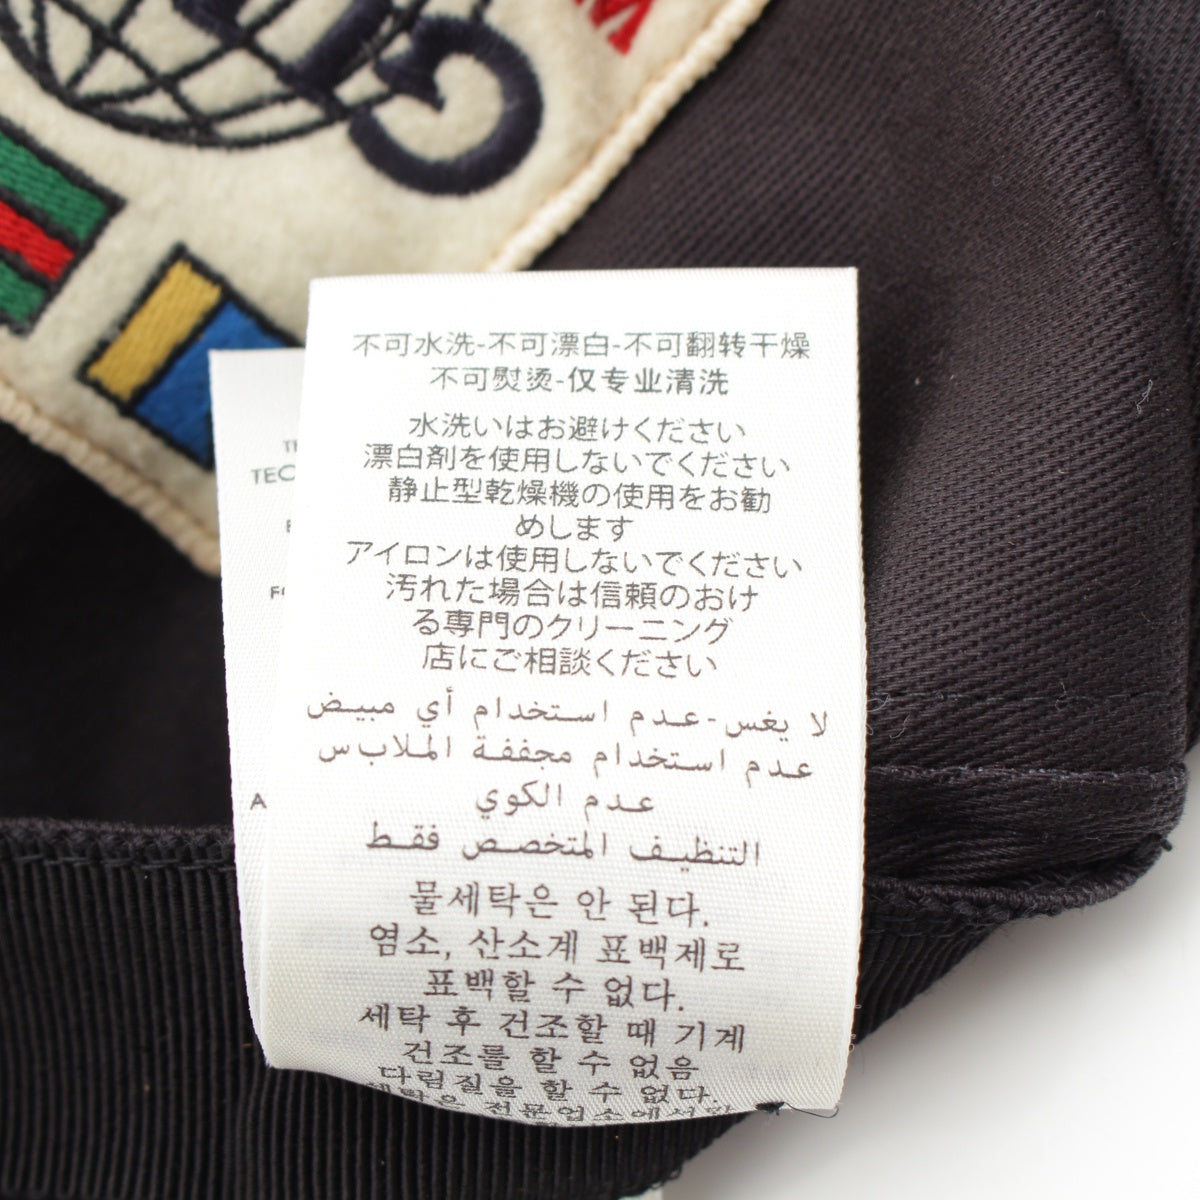 不可水洗-不可漂白-不可翻转干燥
不可熨烫-仅专业清洗
水洗いはお避けください
漂白剤を使用しないでください
静止型乾燥機の使用をお勧
めします
アイロンは使用しないでください
汚れた場合は信頼のおけ
る専門のクリーニング
店にご相談ください
لا يغسل-عدم استخدام أي مبيض
عدم استخدام مجففة الملابس
عدم الكوي
التنظيف المتخصص فقط
물세탁은 안 된다.
염소, 산소계 표백제로
표백할 수 없다.
세탁 후 건조할 때 기계
건조를 할 수 없음
다림질을 할 수 없다.
TEC
A